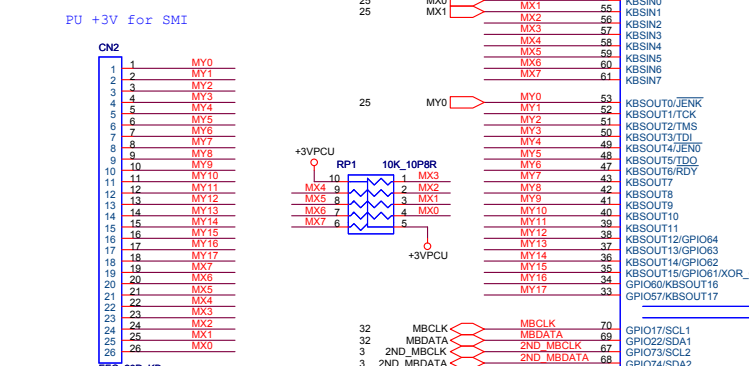 PU +3V for SMI
CN2
1 1 MY0
2 2 MY1
3 3 MY2
4 4 MY3
5 5 MY4
6 6 MY5
7 7 MY6
8 8 MY7
9 9 MY8
10 10 MY9
11 11 MY10
12 12 MY11
13 13 MY12
14 14 MY13
15 15 MY14
16 16 MY15
17 17 MY16
18 18 MY17
19 19 MX7
20 20 MX6
21 21 MX5
22 22 MX4
23 23 MX3
24 24 MX2
25 25 MX1
26 26 MX0
+3VPCU
RP1 10K_10P8R
10 1 MX3
MX4 9 2 MX2
MX5 8 3 MX1
MX6 7 4 MX0
MX7 6 5
+3VPCU
25 MX0 KBSIN0
25 MX1 MX1 55 KBSIN1
MX2 56 KBSIN2
MX3 57 KBSIN3
MX4 58 KBSIN4
MX5 59 KBSIN5
MX6 60 KBSIN6
MX7 61 KBSIN7
25 MY0 MY0 53 KBSOUT0/JENK
MY1 52 KBSOUT1/TCK
MY2 51 KBSOUT2/TMS
MY3 50 KBSOUT3/TDI
MY4 49 KBSOUT4/JEN0
MY5 48 KBSOUT5/TDO
MY6 47 KBSOUT6/RDY
MY7 43 KBSOUT7
MY8 42 KBSOUT8
MY9 41 KBSOUT9
MY10 40 KBSOUT10
MY11 39 KBSOUT11
MY12 38 KBSOUT12/GPIO64
MY13 37 KBSOUT13/GPIO63
MY14 36 KBSOUT14/GPIO62
MY15 35 KBSOUT15/GPIO61/XOR_
MY16 34 GPIO60/KBSOUT16
MY17 33 GPIO57/KBSOUT17
32 MBCLK MBCLK 70 GPIO17/SCL1
32 MBDATA MBDATA 69 GPIO22/SDA1
3 2ND_MBCLK 2ND_MBCLK 67 GPIO73/SCL2
3 2ND_MBDATA 2ND_MBDATA 68 GPIO74/SDA2